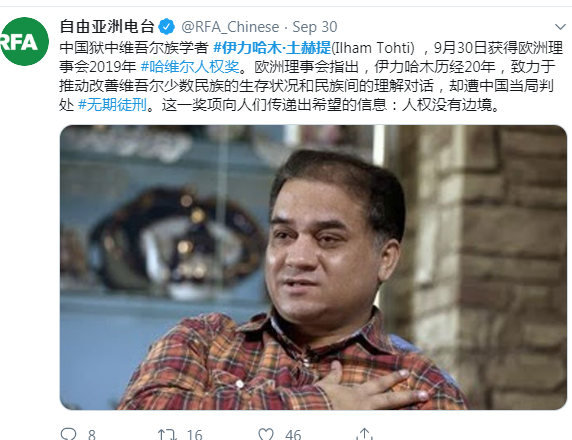 RFA
自由亚洲电台 @RFA_Chinese · Sep 30
中国狱中维吾尔族学者 #伊力哈木·土赫提(Ilham Tohti) ，9月30日获得欧洲理
事会2019年 #哈维尔人权奖。欧洲理事会指出，伊力哈木历经20年，致力于
推动改善维吾尔少数民族的生存状况和民族间的理解对话，却遭中国当局判
处 #无期徒刑。这一奖项向人们传递出希望的信息：人权没有边境。
8 16 46